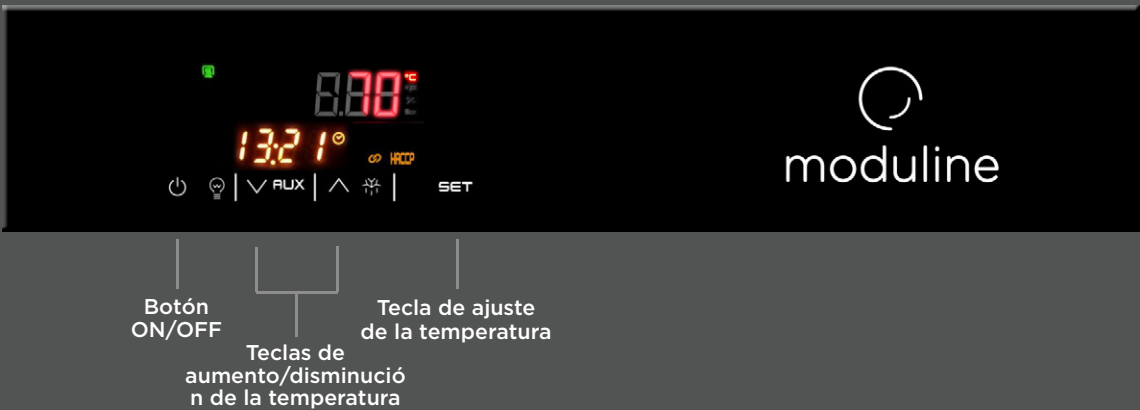 70 °C
13:21
HACCP
AUX SET
moduline
Botón
ON/OFF
Teclas de
aumento/disminució
n de la temperatura
Tecla de ajuste
de la temperatura